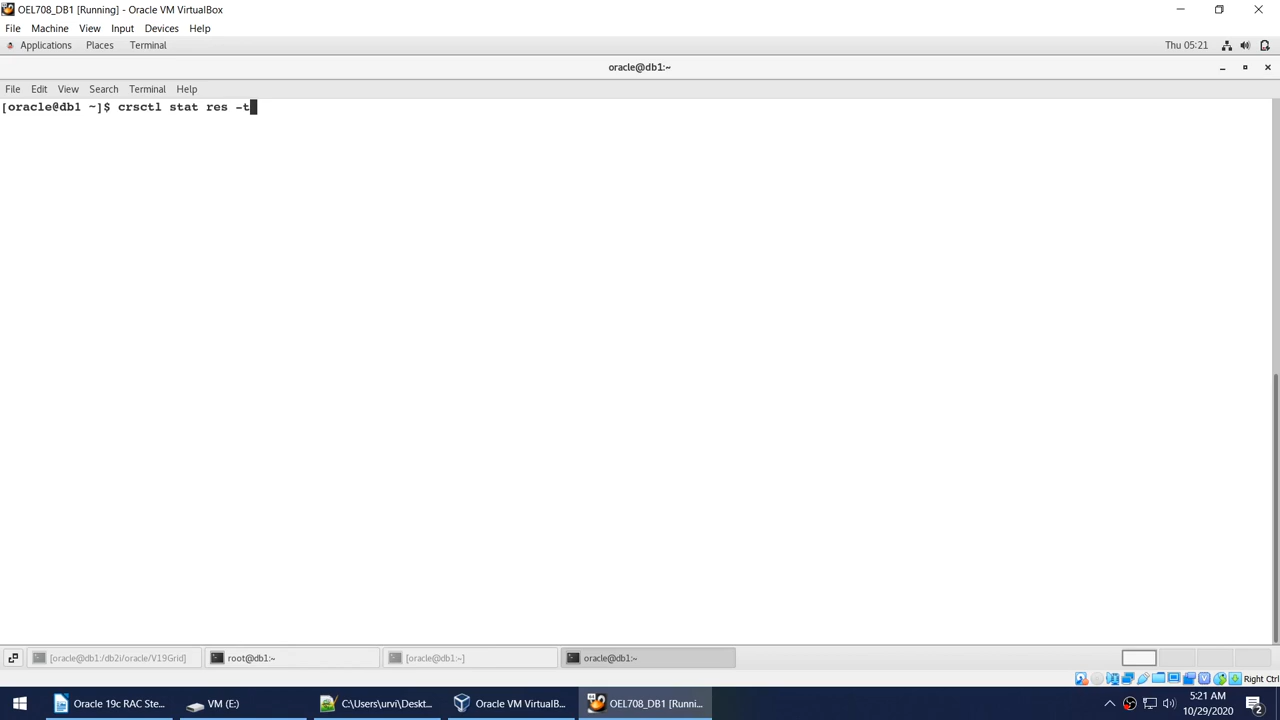 OEL708_DB1 [Running] - Oracle VM VirtualBox
File Machine View Input Devices Help
Applications Places Terminal Thu 05:21
oracle@db1:~
File Edit View Search Terminal Help
[oracle@db1 ~]$ crsctl stat res -t
[oracle@db1:/db2i/oracle/V19Grid] root@db1:~ [oracle@db1:~] oracle@db1:~
Right Ctrl
Oracle 19c RAC Ste... VM (E:) C:\Users\urvi\Deskt... Oracle VM VirtualB... OEL708_DB1 [Runni...
5:21 AM
10/29/2020
2